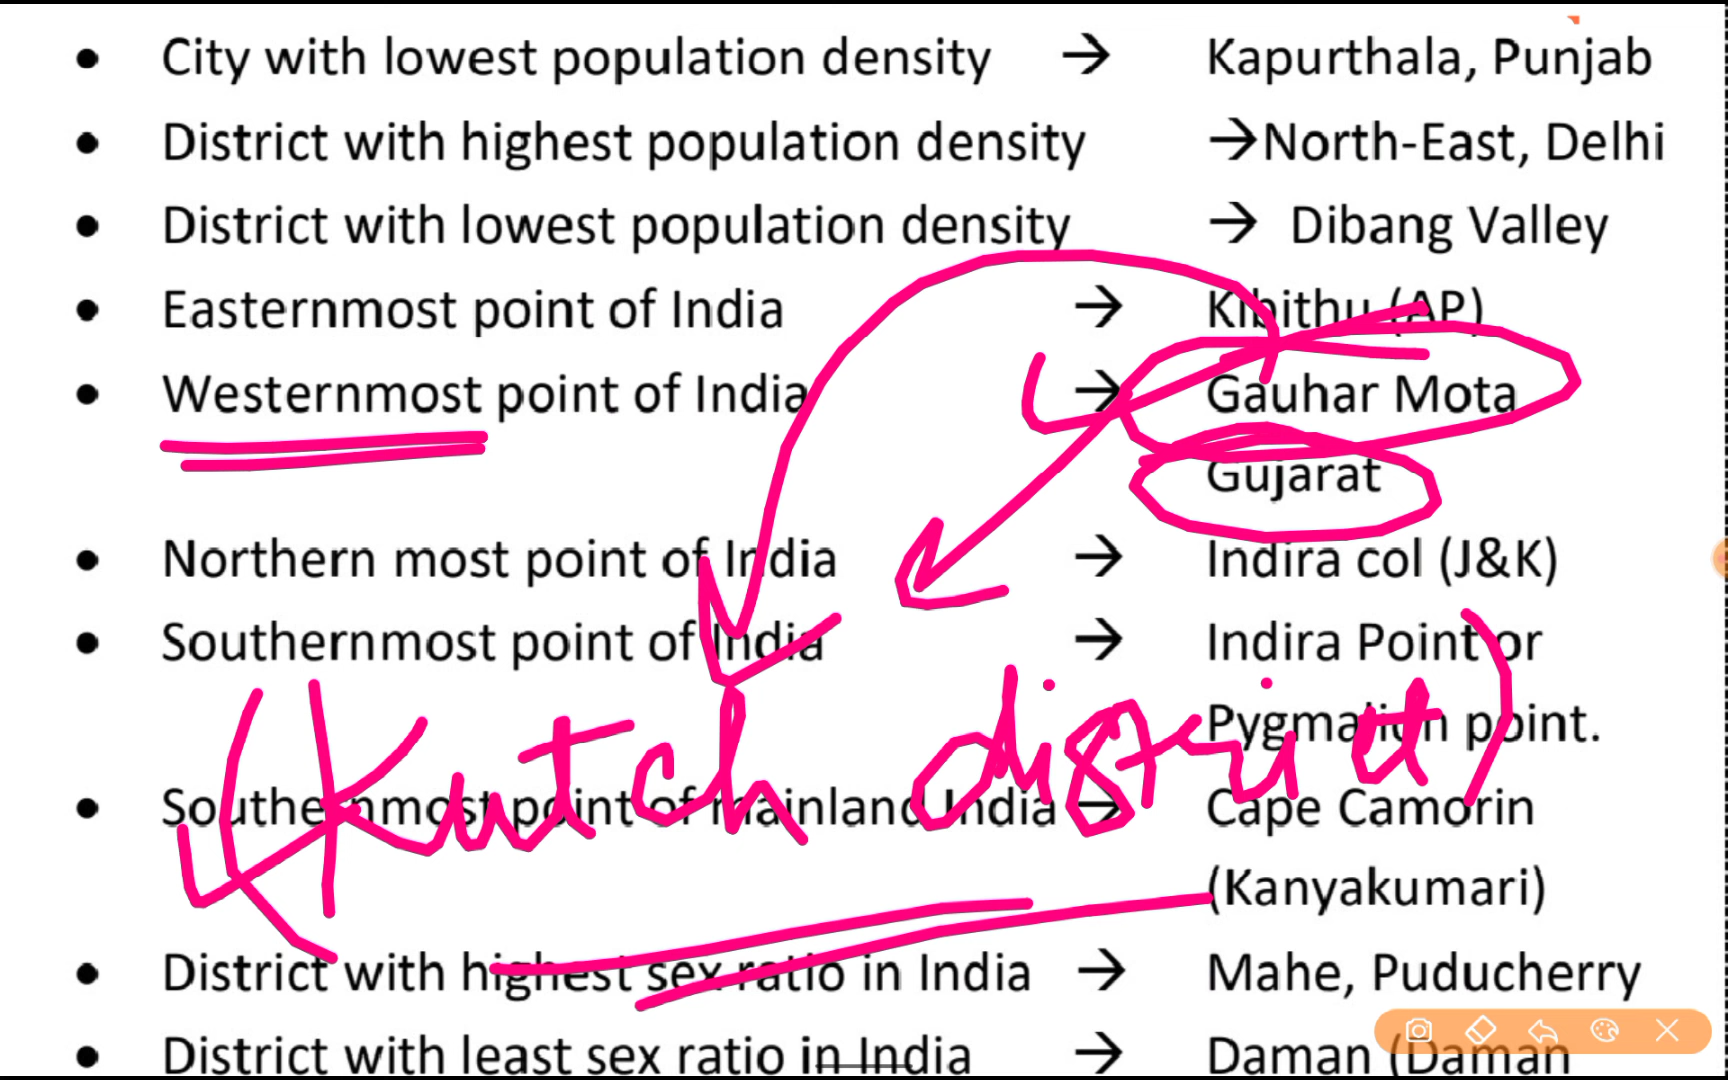 • City with lowest population density → Kapurthala, Punjab
• District with highest population density →North-East, Delhi
• District with lowest population density → Dibang Valley
• Easternmost point of India → Kibithu (AP)
• Westernmost point of India → Gauhar Mota
Gujarat
• Northern most point of India → Indira col (J&K)
• Southernmost point of India → Indira Point or
Pygmalion point.
(Kutch district)
• Southernmost point of mainland India → Cape Camorin
(Kanyakumari)
• District with highest sex ratio in India → Mahe, Puducherry
• District with least sex ratio in India → Daman (Daman